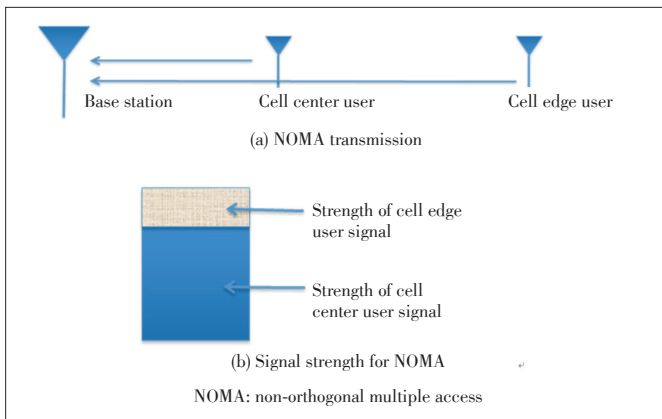 Base station
Cell center user
Cell edge user
(a) NOMA transmission
Strength of cell edge
user signal
Strength of cell
center user signal
(b) Signal strength for NOMA
NOMA: non-orthogonal multiple access